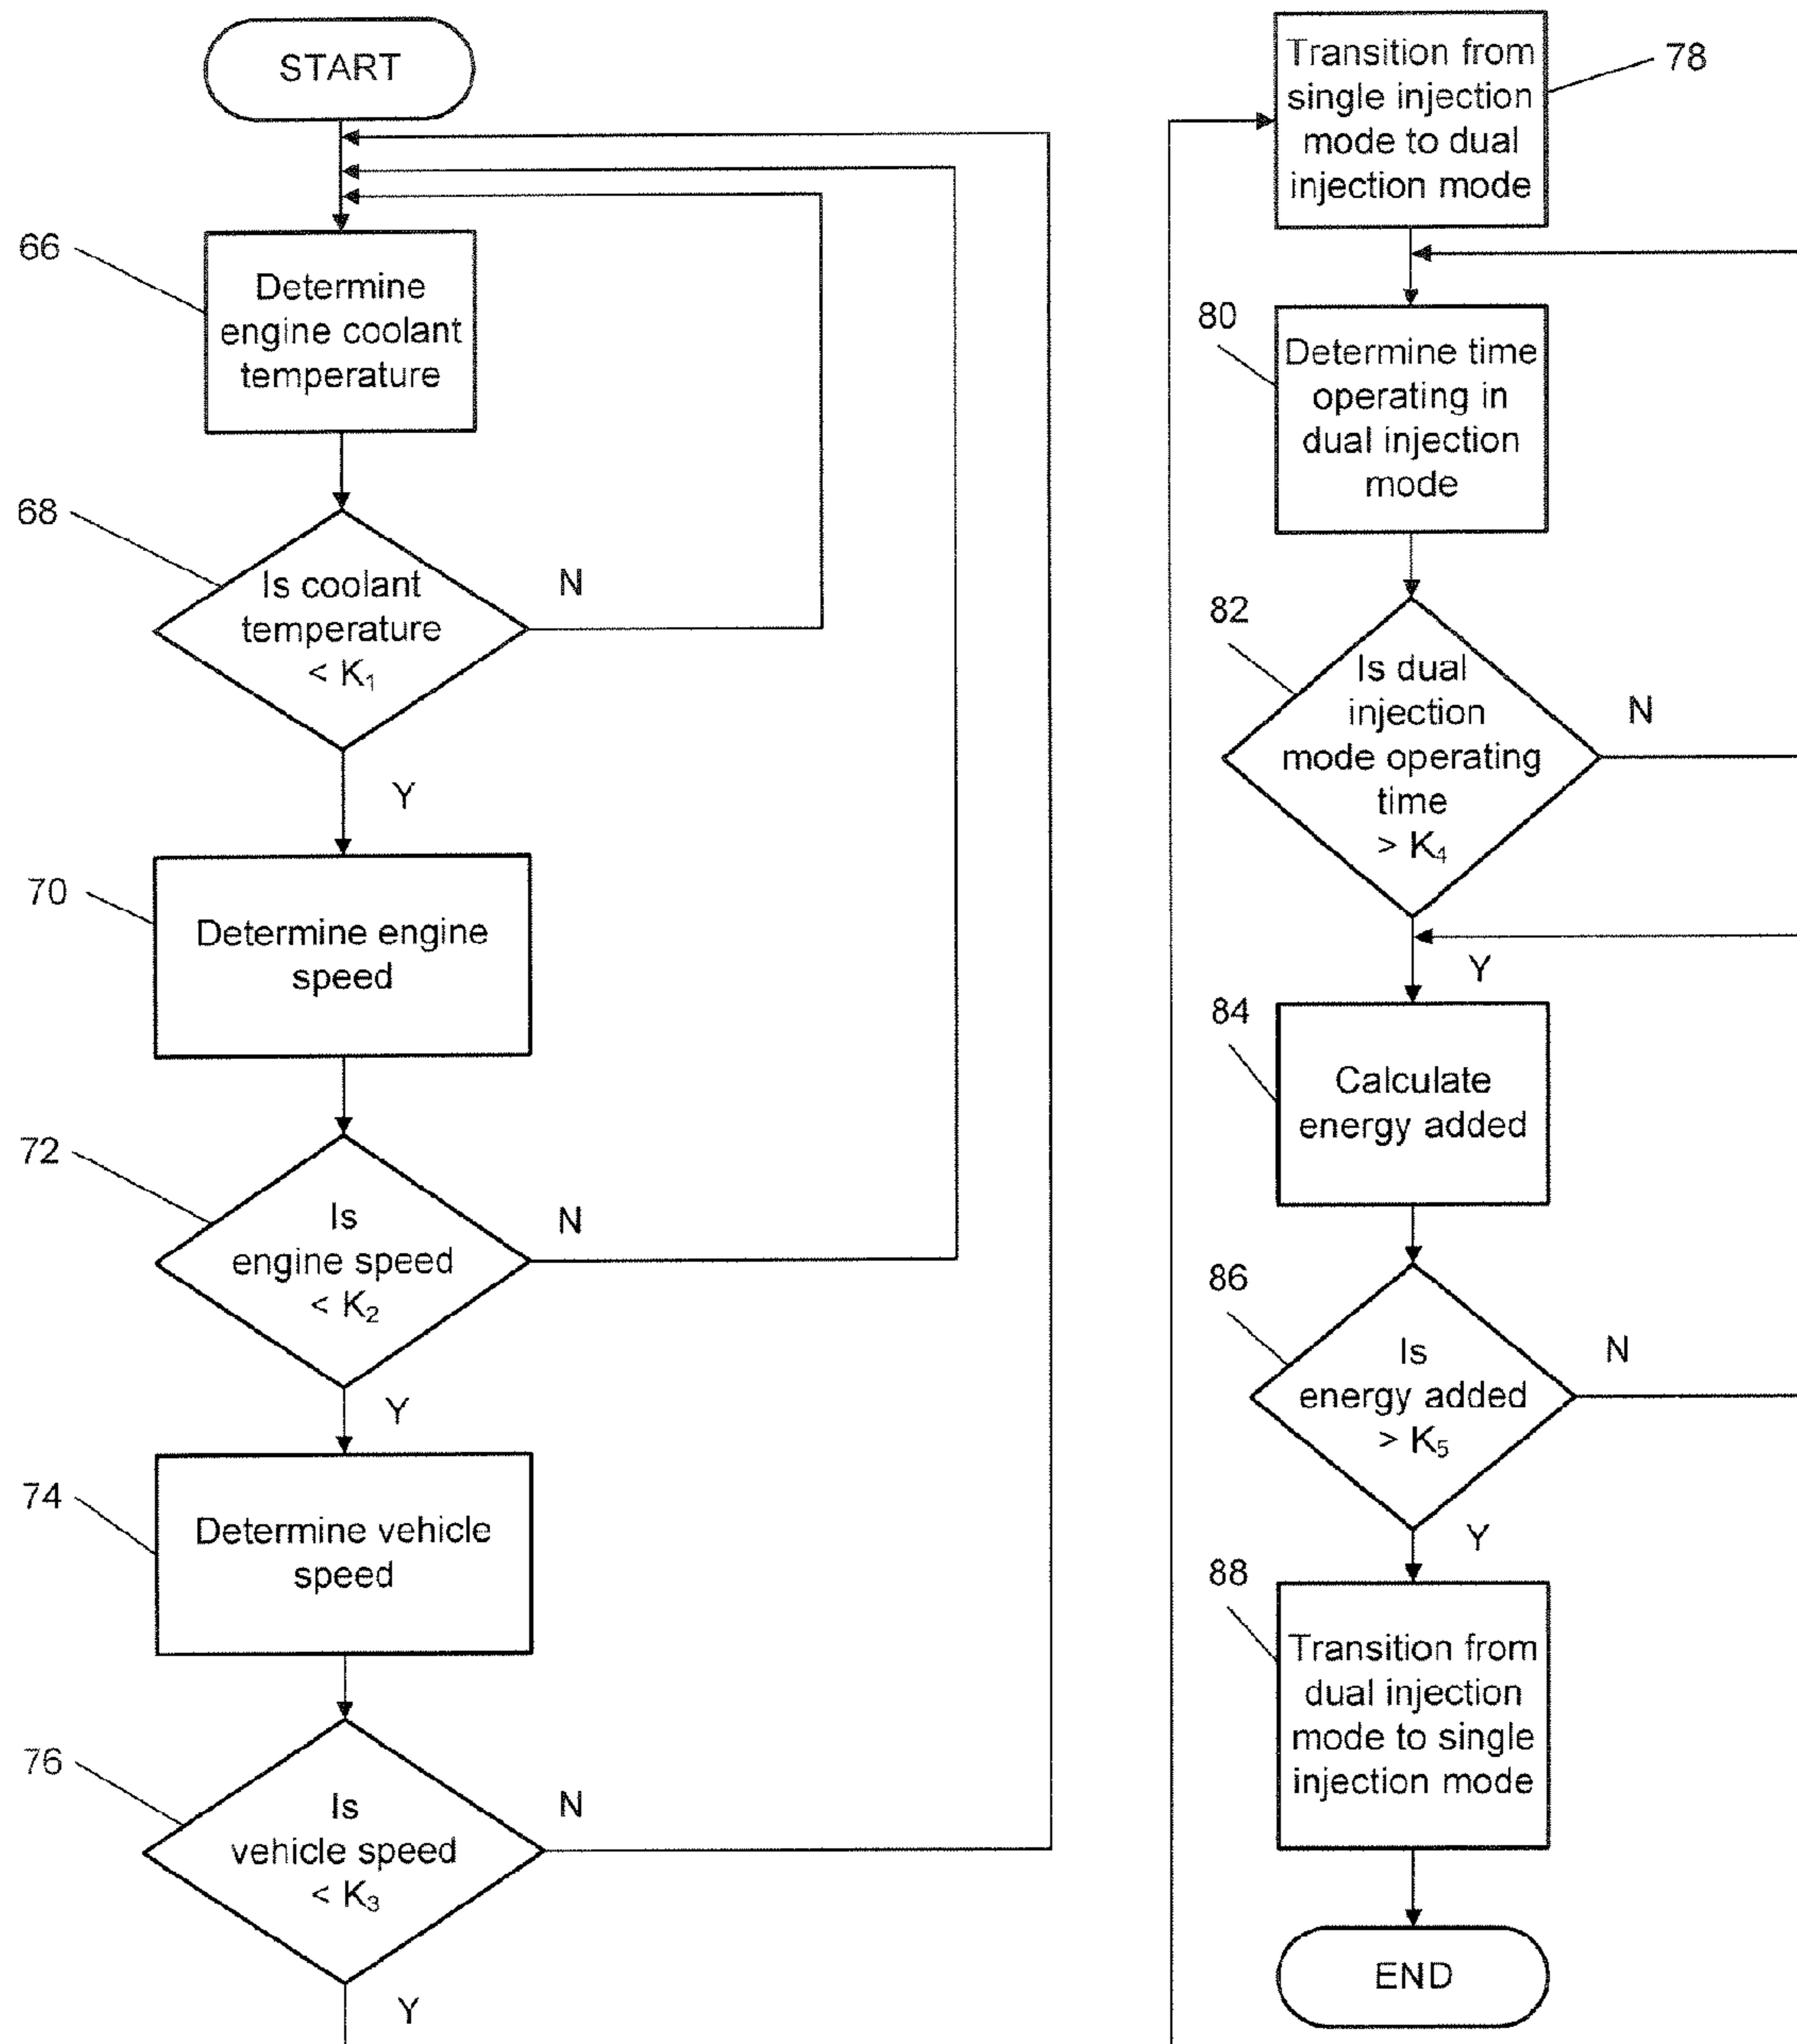 START
66
Determine
engine coolant
temperature
68
Is coolant
temperature
< K₁
N
Y
70
Determine engine
speed
72
Is
engine speed
< K₂
N
Y
74
Determine vehicle
speed
76
Is
vehicle speed
< K₃
N
Y
Transition from
single injection
mode to dual
injection mode
78
80
Determine time
operating in
dual injection
mode
82
Is dual
injection
mode operating
time
> K₄
N
Y
84
Calculate
energy added
86
Is
energy added
> K₅
N
Y
88
Transition from
dual injection
mode to single
injection mode
END